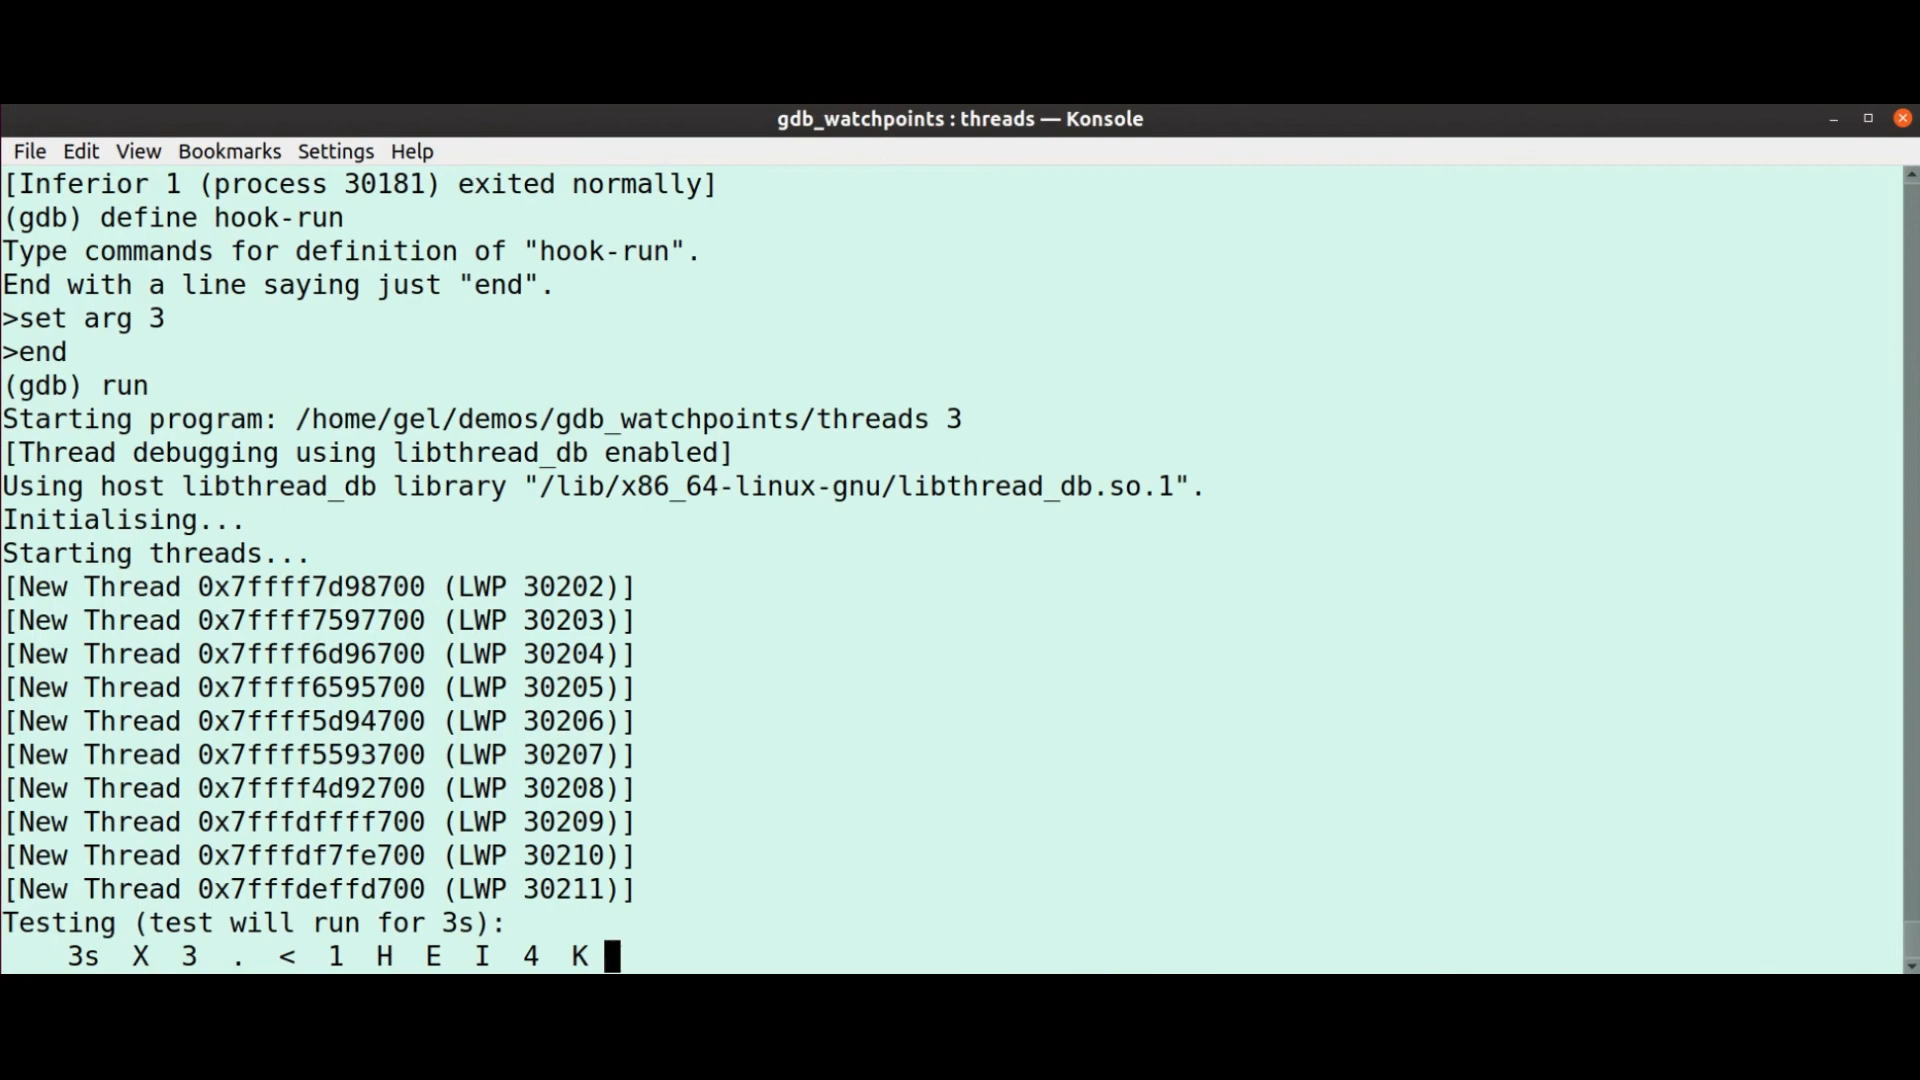 gdb_watchpoints : threads — Konsole
File Edit View Bookmarks Settings Help
[Inferior 1 (process 30181) exited normally]
(gdb) define hook-run
Type commands for definition of "hook-run".
End with a line saying just "end".
>set arg 3
>end
(gdb) run
Starting program: /home/gel/demos/gdb_watchpoints/threads 3
[Thread debugging using libthread_db enabled]
Using host libthread_db library "/lib/x86_64-linux-gnu/libthread_db.so.1".
Initialising...
Starting threads...
[New Thread 0x7ffff7d98700 (LWP 30202)]
[New Thread 0x7ffff7597700 (LWP 30203)]
[New Thread 0x7ffff6d96700 (LWP 30204)]
[New Thread 0x7ffff6595700 (LWP 30205)]
[New Thread 0x7ffff5d94700 (LWP 30206)]
[New Thread 0x7ffff5593700 (LWP 30207)]
[New Thread 0x7ffff4d92700 (LWP 30208)]
[New Thread 0x7fffdffff700 (LWP 30209)]
[New Thread 0x7fffdf7fe700 (LWP 30210)]
[New Thread 0x7fffdeffd700 (LWP 30211)]
Testing (test will run for 3s):
3s X 3 . < 1 H E I 4 K